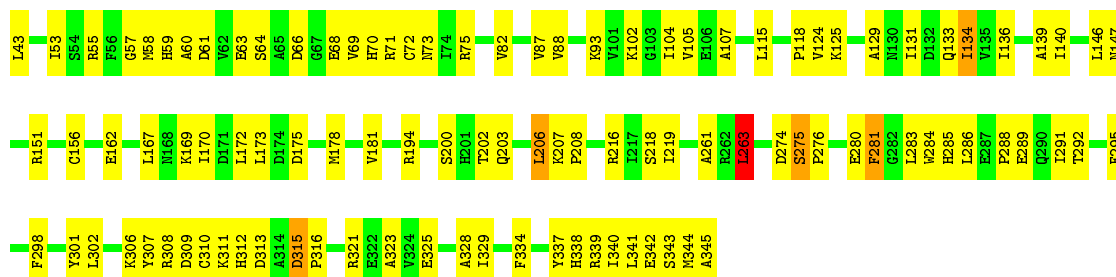 L43 I53 S54 R55 F56 G57 M58 H59 A60 D61 V62 E63 S64 A65 D66 G67 E68 V69 H70 R71 C72 N73 I74 R75 V82 V87 V88 K93 V101 K102 G103 I104 V105 E106 A107 L115 P118 V124 K125 A129 N130 I131 D132 Q133 I134 V135 I136 A139 I140 L146 N147
R151 C156 E162 L167 N168 K169 I170 D171 L172 L173 D174 D175 M178 V181 R194 S200 H201 T202 Q203 L206 K207 P208 R216 I217 S218 I219 A261 R262 L263 D274 S275 P276 E280 F281 G282 L283 W284 H285 L286 E287 P288 E289 Q290 I291 T292
F298 Y301 L302 K306 Y307 R308 D309 C310 K311 H312 D313 A314 D315 P316 R321 E322 A323 V324 E325 A328 I329 F334 Y337 H338 R339 I340 L341 E342 S343 M344 A345